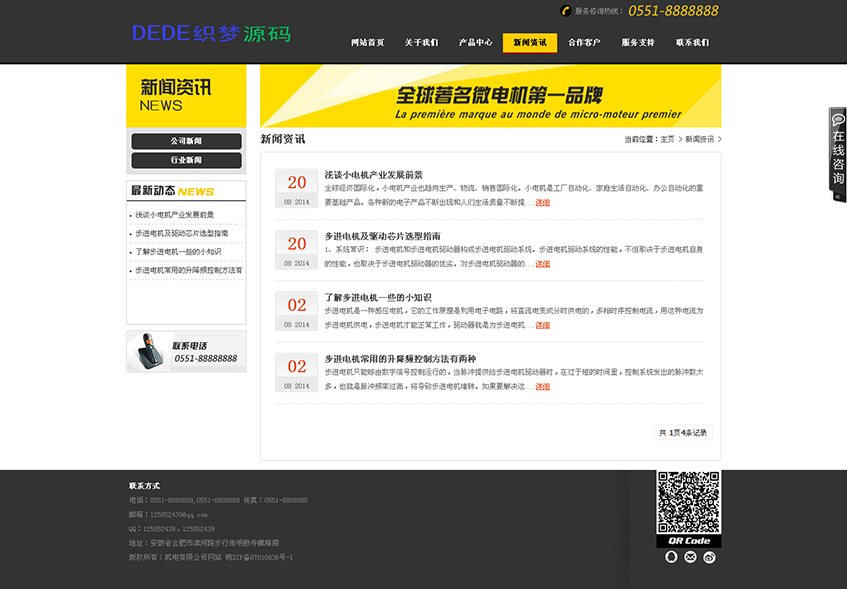 服务咨询热线： 0551-8888888
DEDE织梦源码
网站首页 关于我们 产品中心 新闻资讯 合作客户 服务支持 联系我们
新闻资讯
NEWS
公司新闻
行业新闻
最新动态 NEWS
浅谈小电机产业发展前景
步进电机及驱动芯片选型指南
了解步进电机一些的小知识
步进电机常用的升降频控制方法有
联系电话
0551-88888888
全球著名微电机第一品牌
La première marque au monde de micro-moteur premier
新闻资讯
当前位置：主页 > 新闻资讯 >
20
08 2014
浅谈小电机产业发展前景
全球经济国际化，小电机产业也趋向生产、物流、销售国际化。小电机是工厂自动化、家庭生活自动化、办公自动化的重
要基础产品。各种新的电子产品不断出现和人们生活质量不断提... 详细
20
08 2014
步进电机及驱动芯片选型指南
1、系统常识： 步进电机和步进电机驱动器构成步进电机驱动系统。步进电机驱动系统的性能，不但取决于步进电机自身
的性能，也取决于步进电机驱动器的优劣。对步进电机驱动器的... 详细
02
08 2014
了解步进电机一些的小知识
步进电机是一种感应电机，它的工作原理是利用电子电路，将直流电变成分时供电的，多相时序控制电流，用这种电流为
步进电机供电，步进电机才能正常工作，驱动器就是为步进电机... 详细
02
08 2014
步进电机常用的升降频控制方法有两种
步进电机只能够由数字信号控制运行的，当脉冲提供给步进电机驱动器时，在过于短的时间里，控制系统发出的脉冲数太
多，也就是脉冲频率过高，将导致步进电机堵转。如果要解决这... 详细
共 1页4条记录
在线咨询
联系方式
电话：0551-8888888,0551-8888888 传真：0551-8888888
邮箱：125852439@qq.com
QQ：125852439，125852439
地址：安徽省合肥市淮河路步行街明教寺藏经阁
版权所有：机电有限公司网站 皖ICP备07010836号-1
QR Code